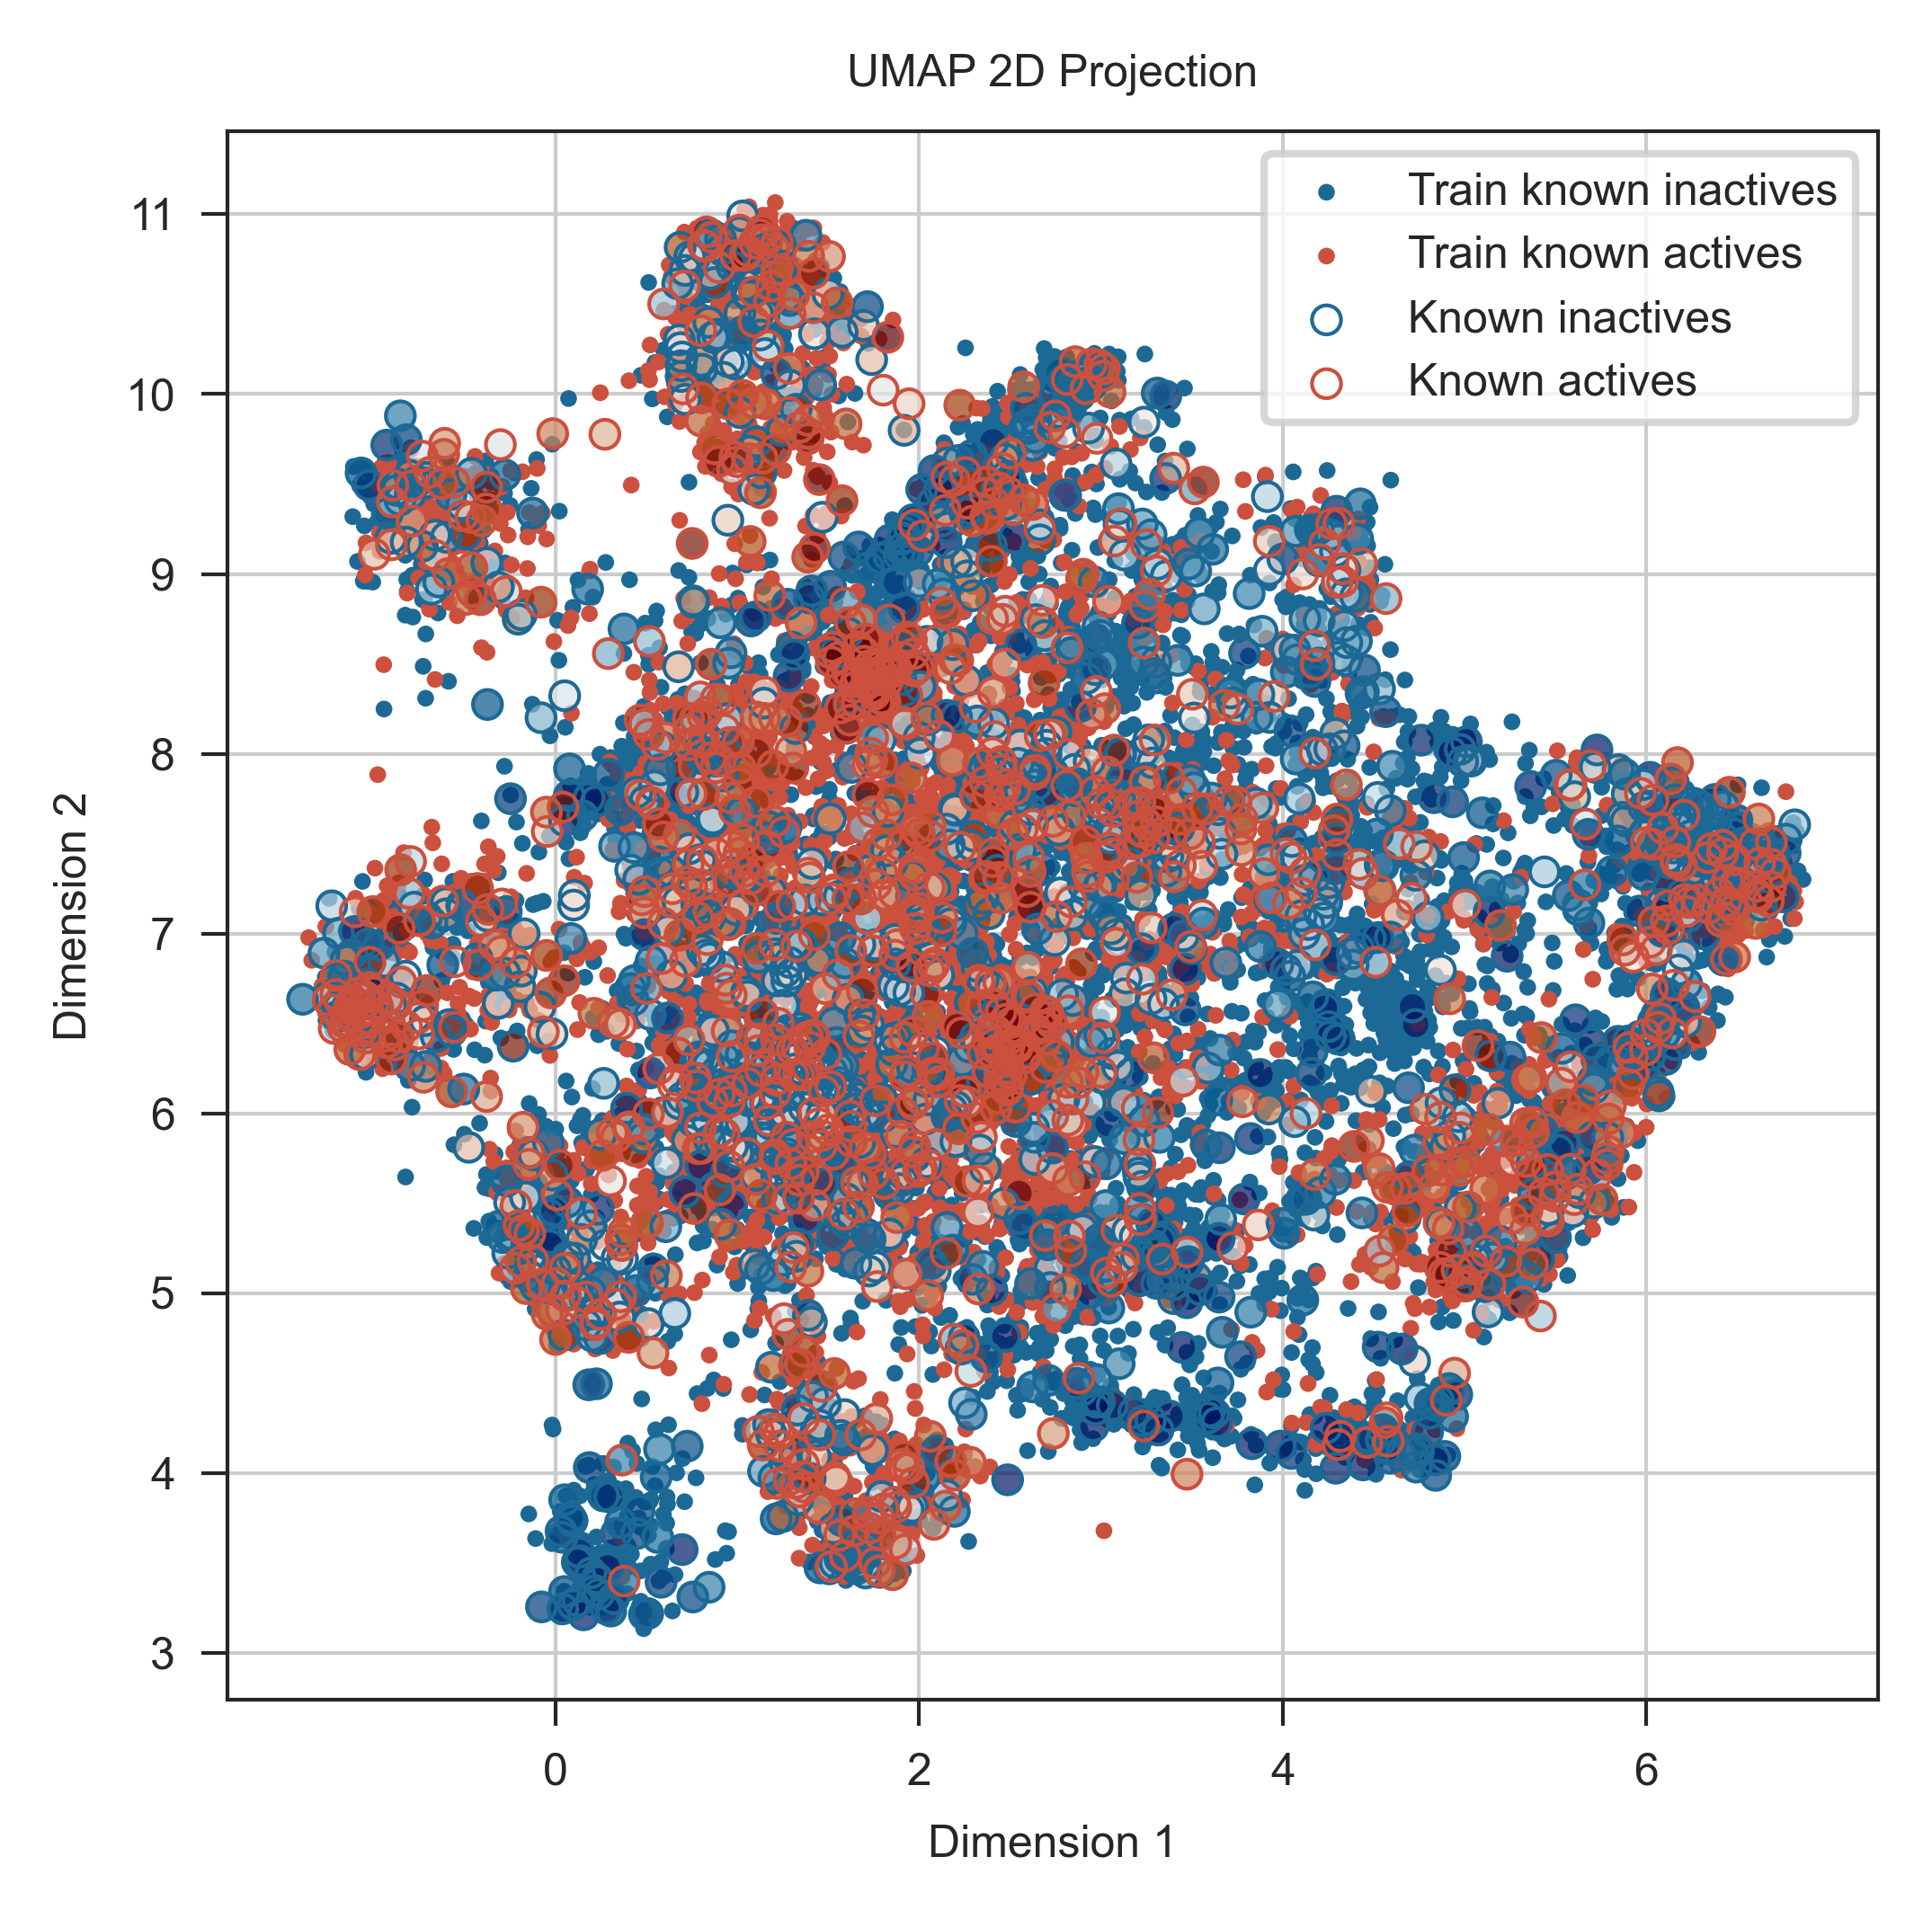 UMAP 2D Projection
Train known inactives
Train known actives
Known inactives
Known actives
11
10
9
8
7
6
5
4
3
Dimension 2
0 2 4 6
Dimension 1